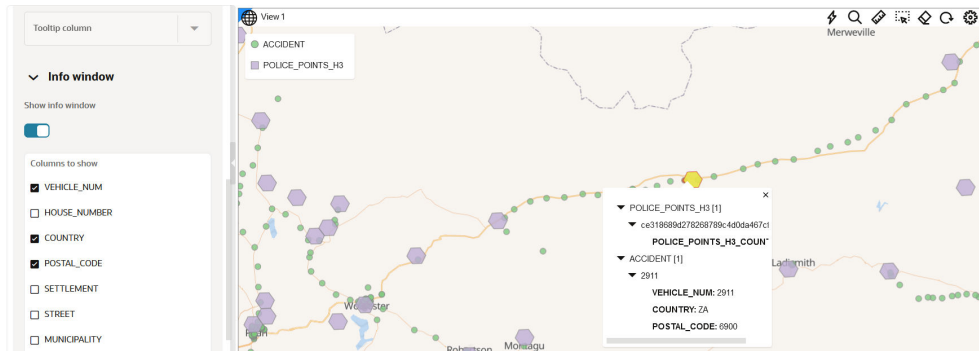 Tooltip column
Info window
Show info window
Columns to show
VEHICLE_NUM
HOUSE_NUMBER
COUNTRY
POSTAL_CODE
SETTLEMENT
STREET
MUNICIPALITY
View 1
ACCIDENT
POLICE_POINTS_H3
Merweville
POLICE_POINTS_H3 [1]
ce318689d278268789c4d0da467c
POLICE_POINTS_H3_COUN
ACCIDENT [1]
2911
VEHICLE_NUM: 2911
COUNTRY: ZA
POSTAL_CODE: 6900
Ladismith
Montagu